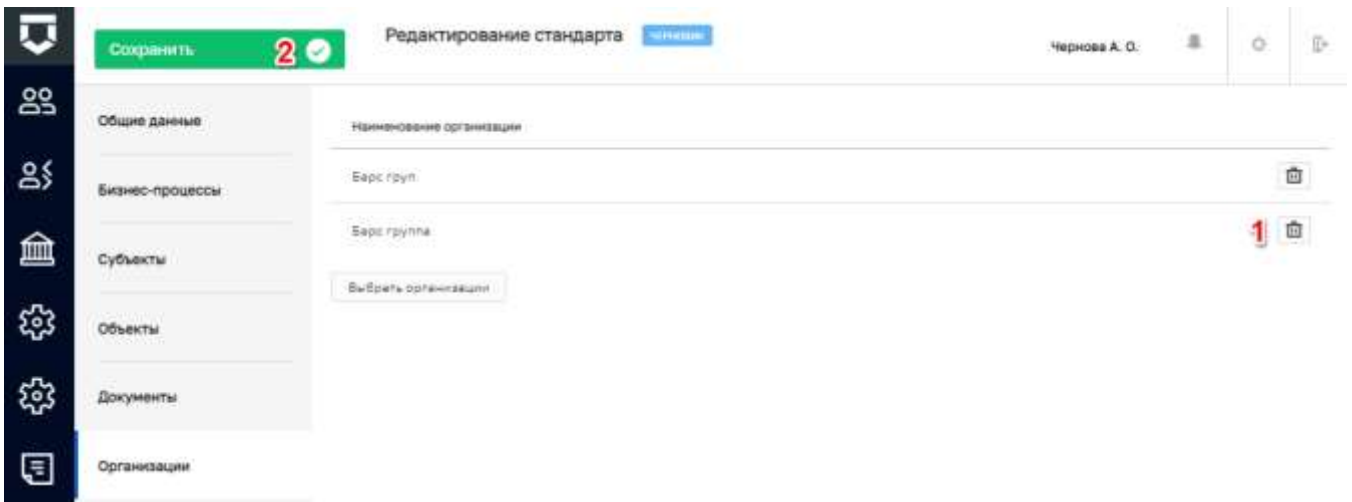 Сохранить
2
Редактирование стандарта
Черновик
Чернова А. О.
Общие данные
Наименование организации
Бизнес-процессы
Барс груп
Субъекты
Барс группа
1
Выбрать организации
Объекты
Документы
Организации